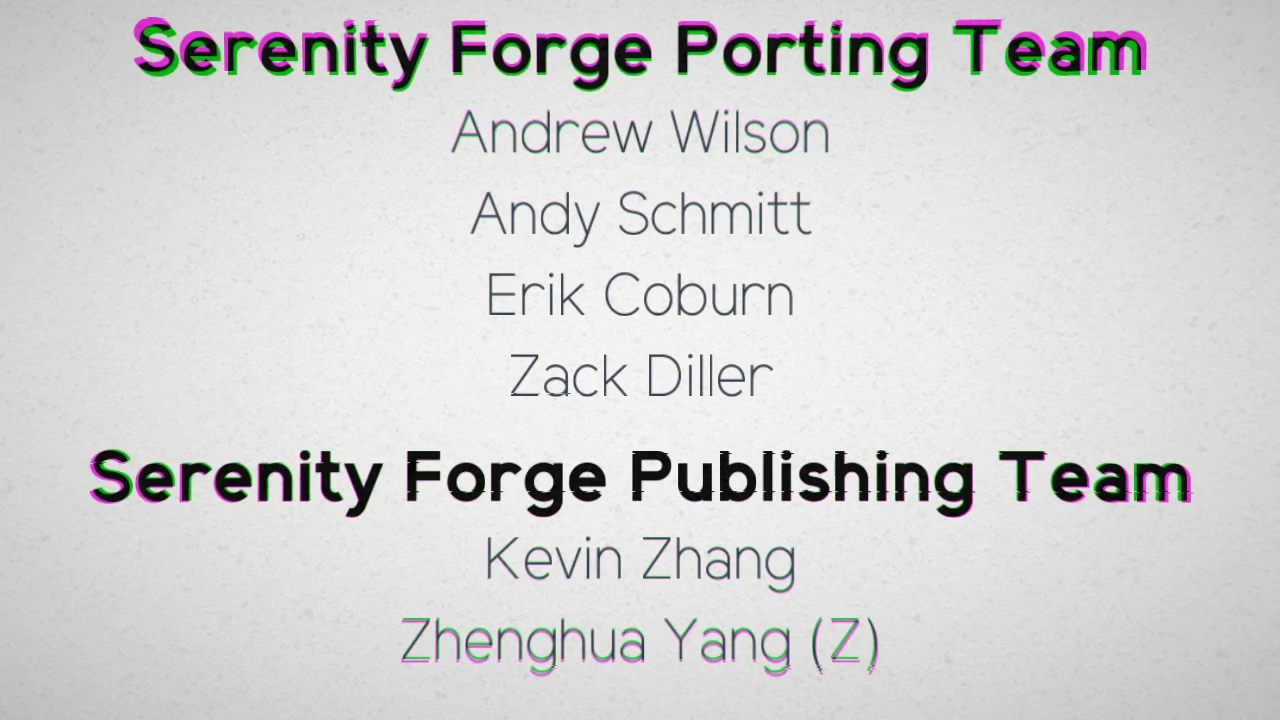 Serenity Forge Porting Team
Andrew Wilson
Andy Schmitt
Erik Coburn
Zack Diller
Serenity Forge Publishing Team
Kevin Zhang
Zhenghua Yang (Z)